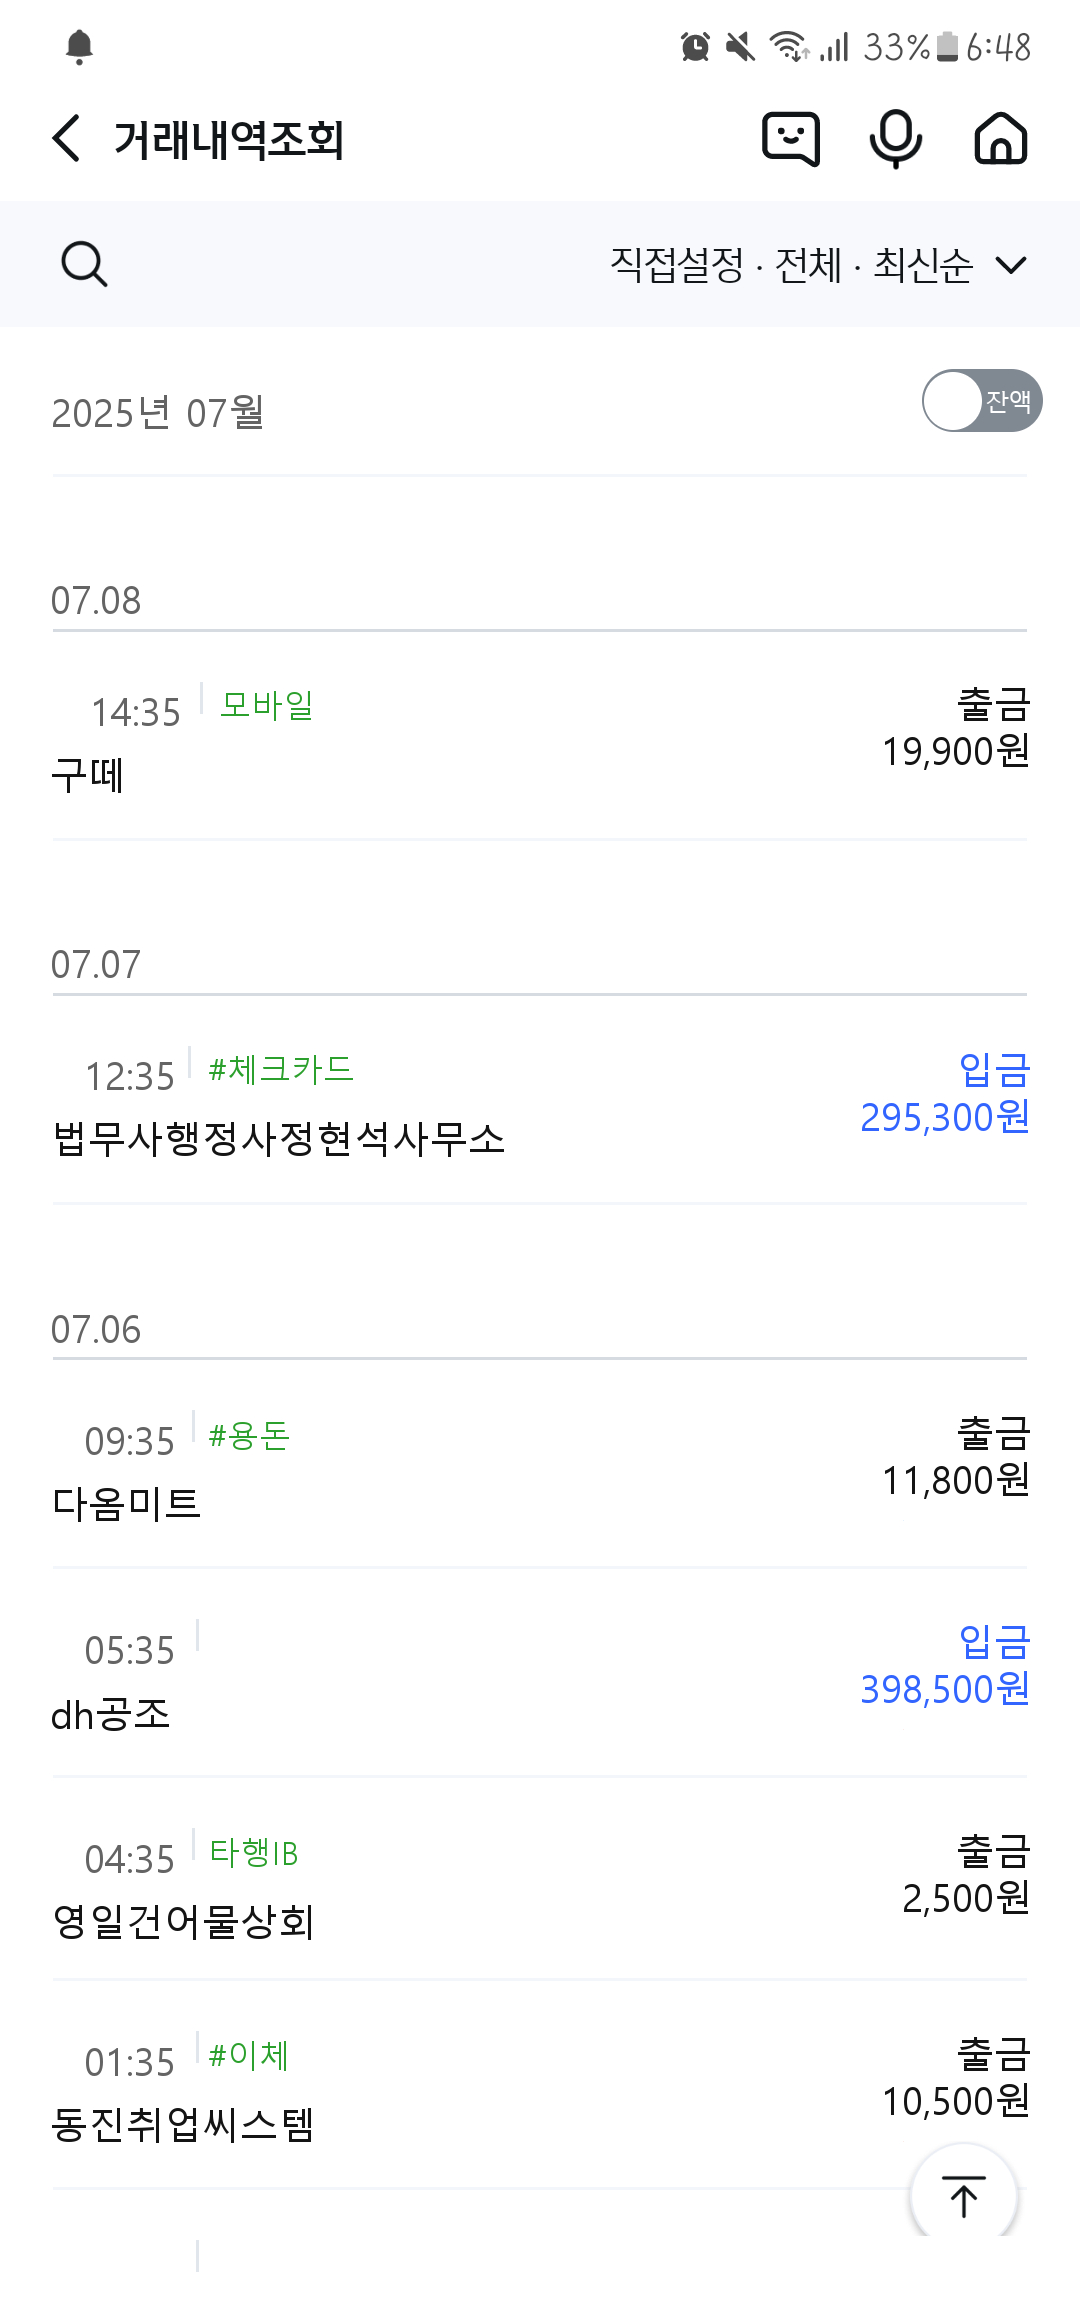 33% 6:48
거래내역조회
직접설정 · 전체 · 최신순
2025년 07월
잔액
07.08
14:35 모바일
출금
19,900원
구떼
07.07
12:35 #체크카드
입금
295,300원
법무사행정사정현석사무소
07.06
09:35 #용돈
출금
11,800원
다옴미트
05:35
입금
398,500원
dh공조
04:35 타행IB
출금
2,500원
영일건어물상회
01:35 #이체
출금
10,500원
동진취업씨스템